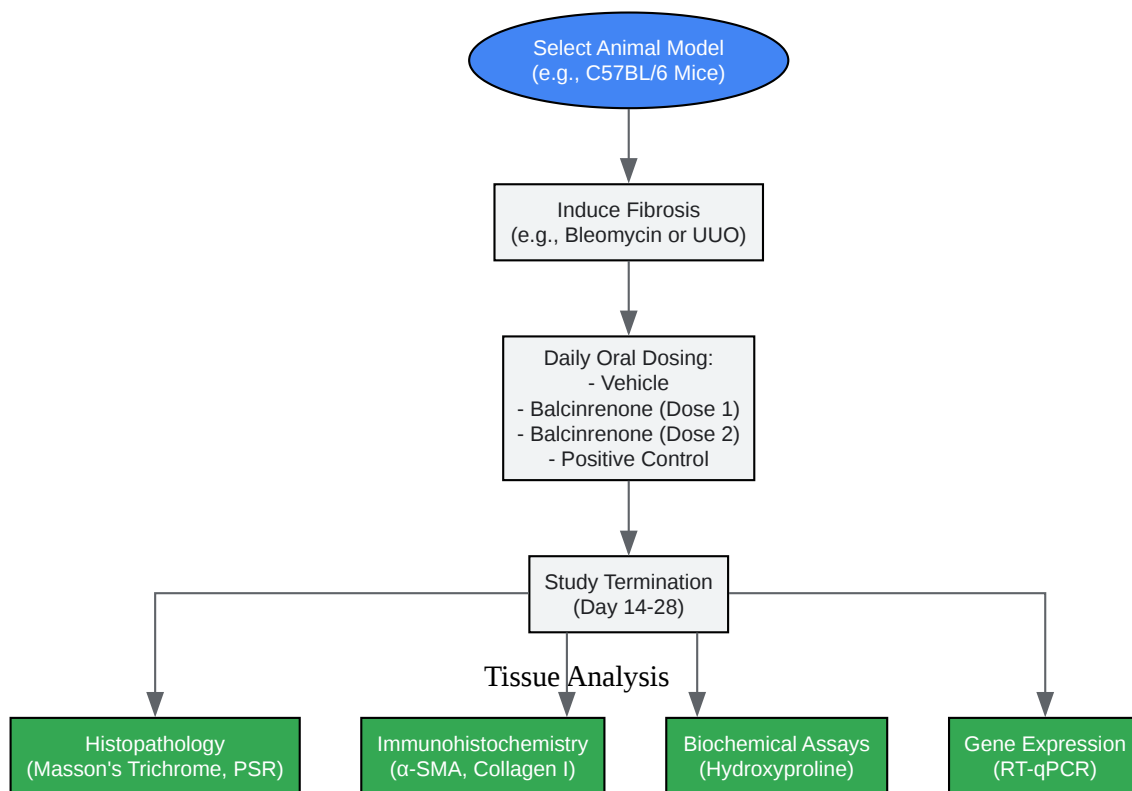 Select Animal Model
(e.g., C57BL/6 Mice)
Induce Fibrosis
(e.g., Bleomycin or UUO)
Daily Oral Dosing:
- Vehicle
- Balcinrenone (Dose 1)
- Balcinrenone (Dose 2)
- Positive Control
Study Termination
(Day 14-28)
Tissue Analysis
Histopathology
(Masson's Trichrome, PSR)
Immunohistochemistry
(α-SMA, Collagen I)
Biochemical Assays
(Hydroxyproline)
Gene Expression
(RT-qPCR)